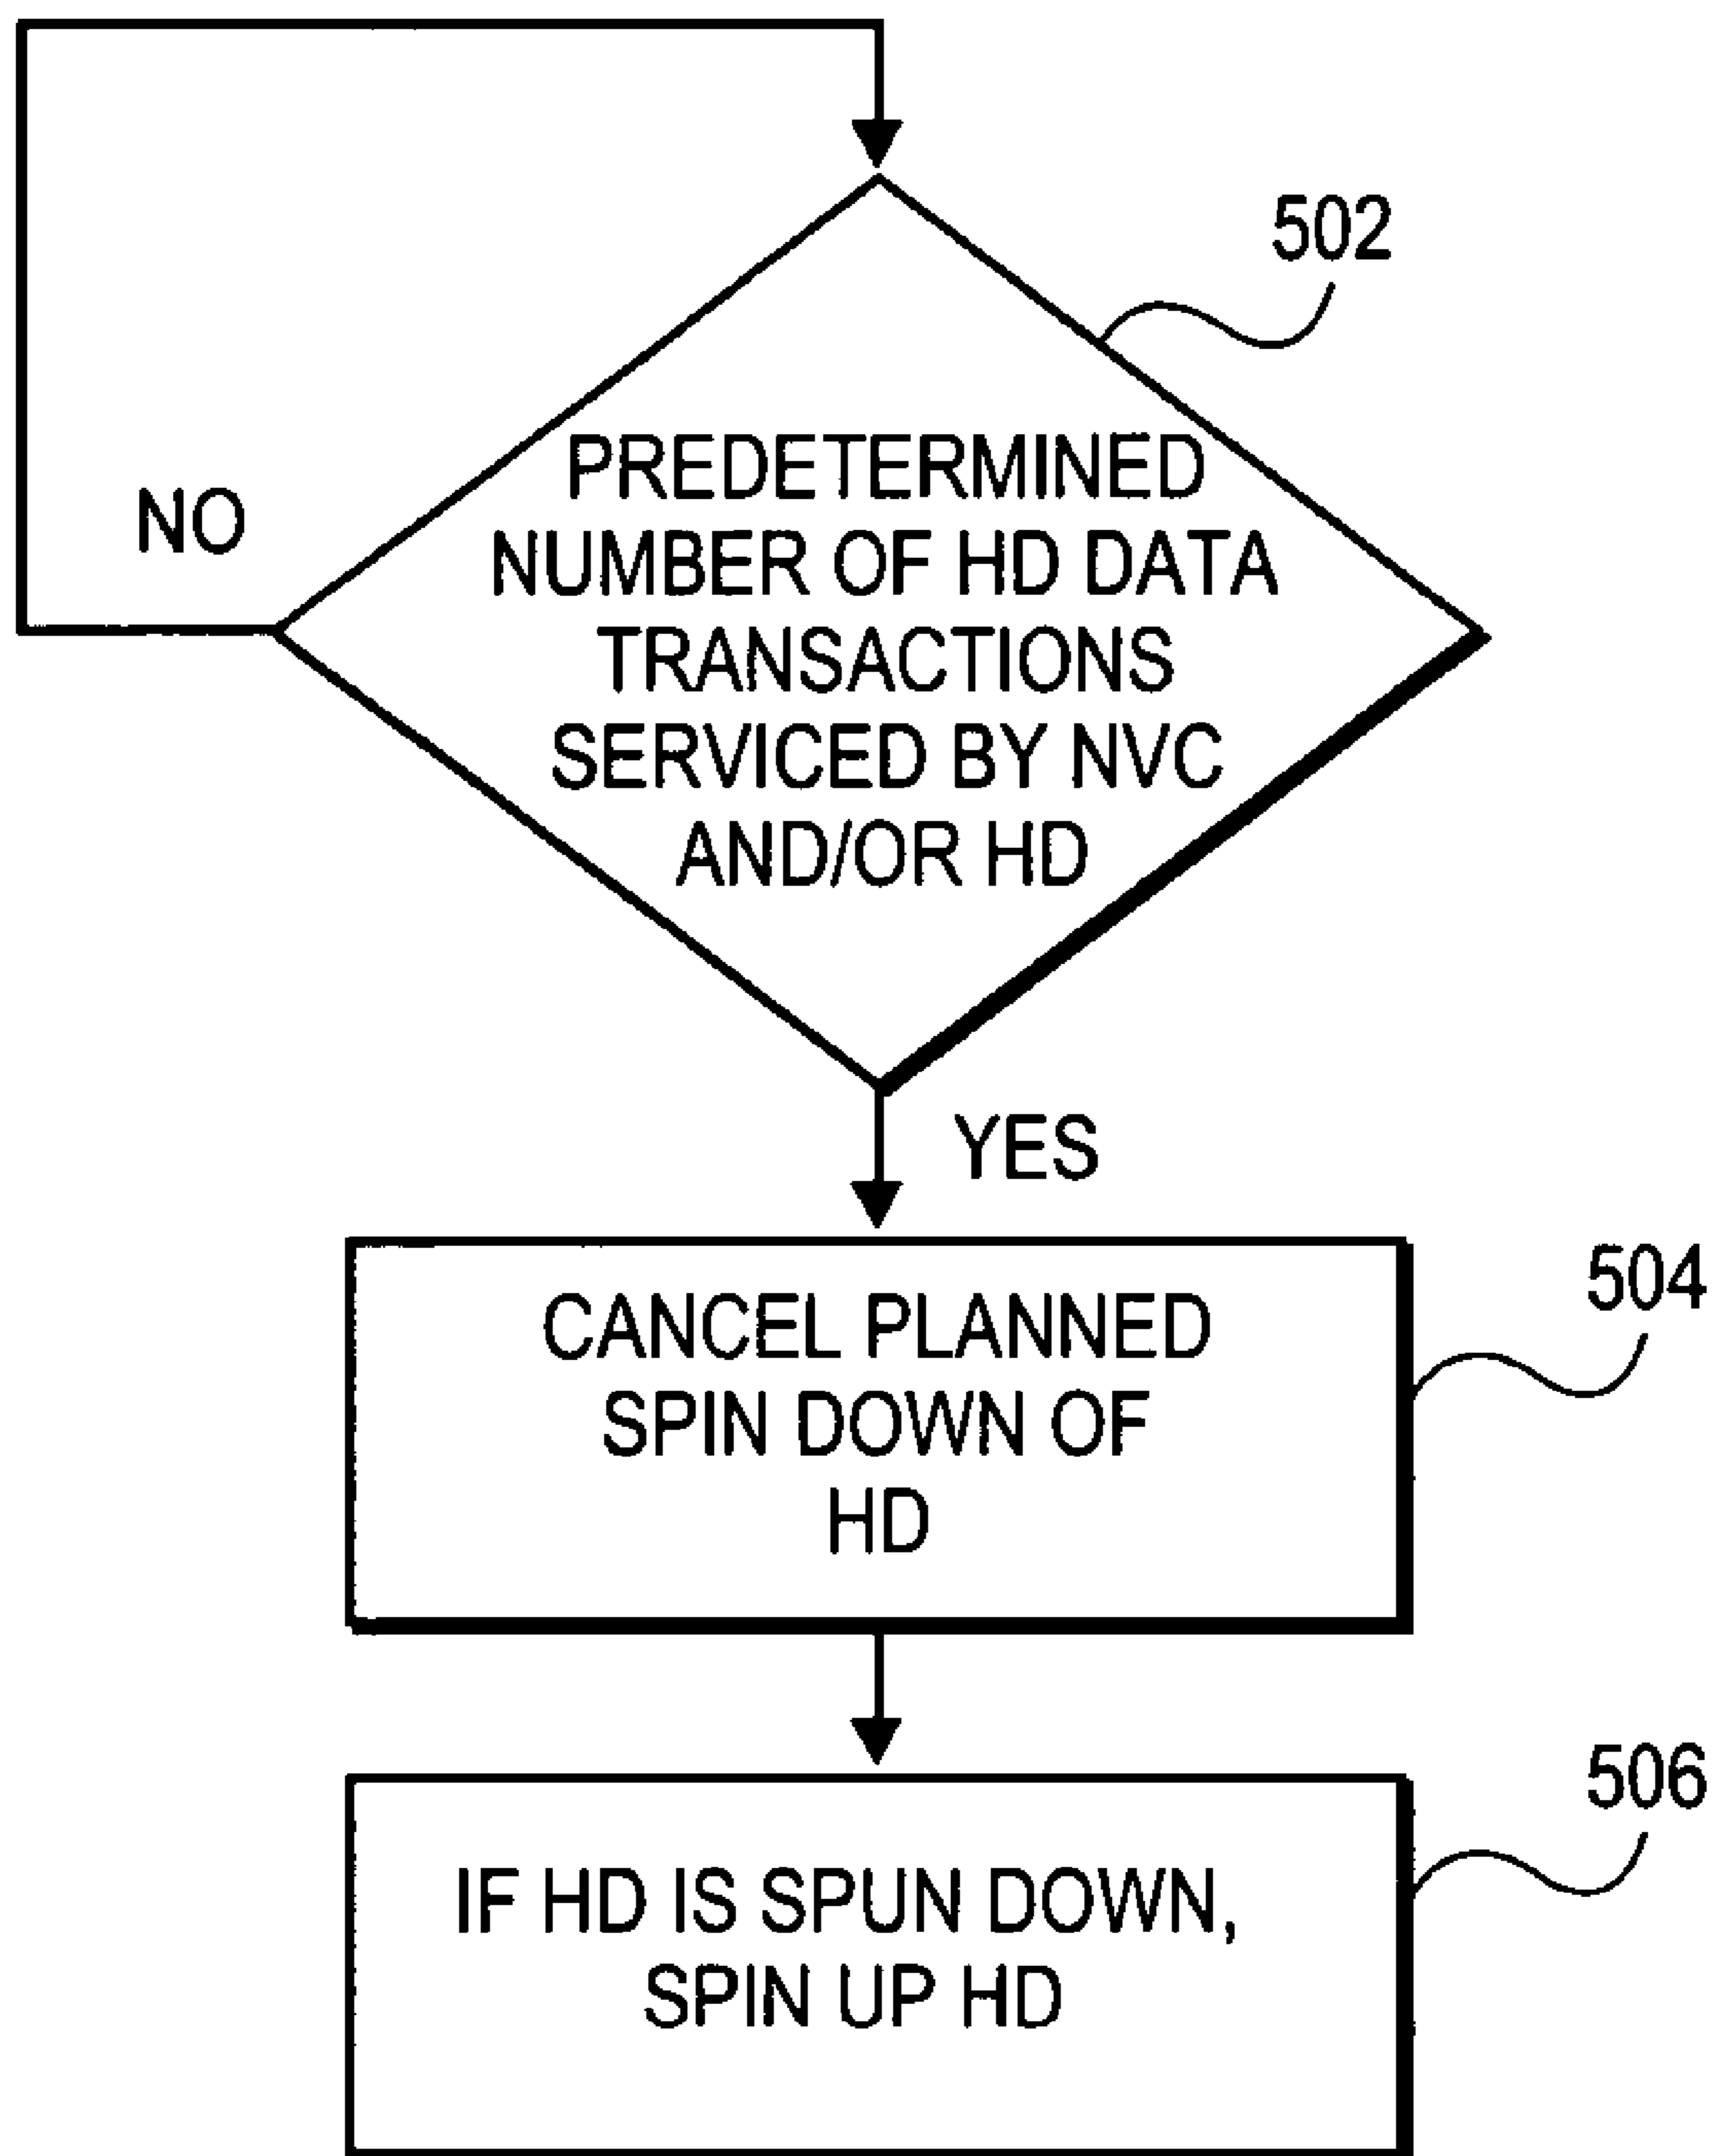 502
PREDETERMINED
NUMBER OF HD DATA
TRANSACTIONS
SERVICED BY NVC
AND/OR HD
NO
YES
CANCEL PLANNED
SPIN DOWN OF
HD
504
IF HD IS SPUN DOWN,
SPIN UP HD
506